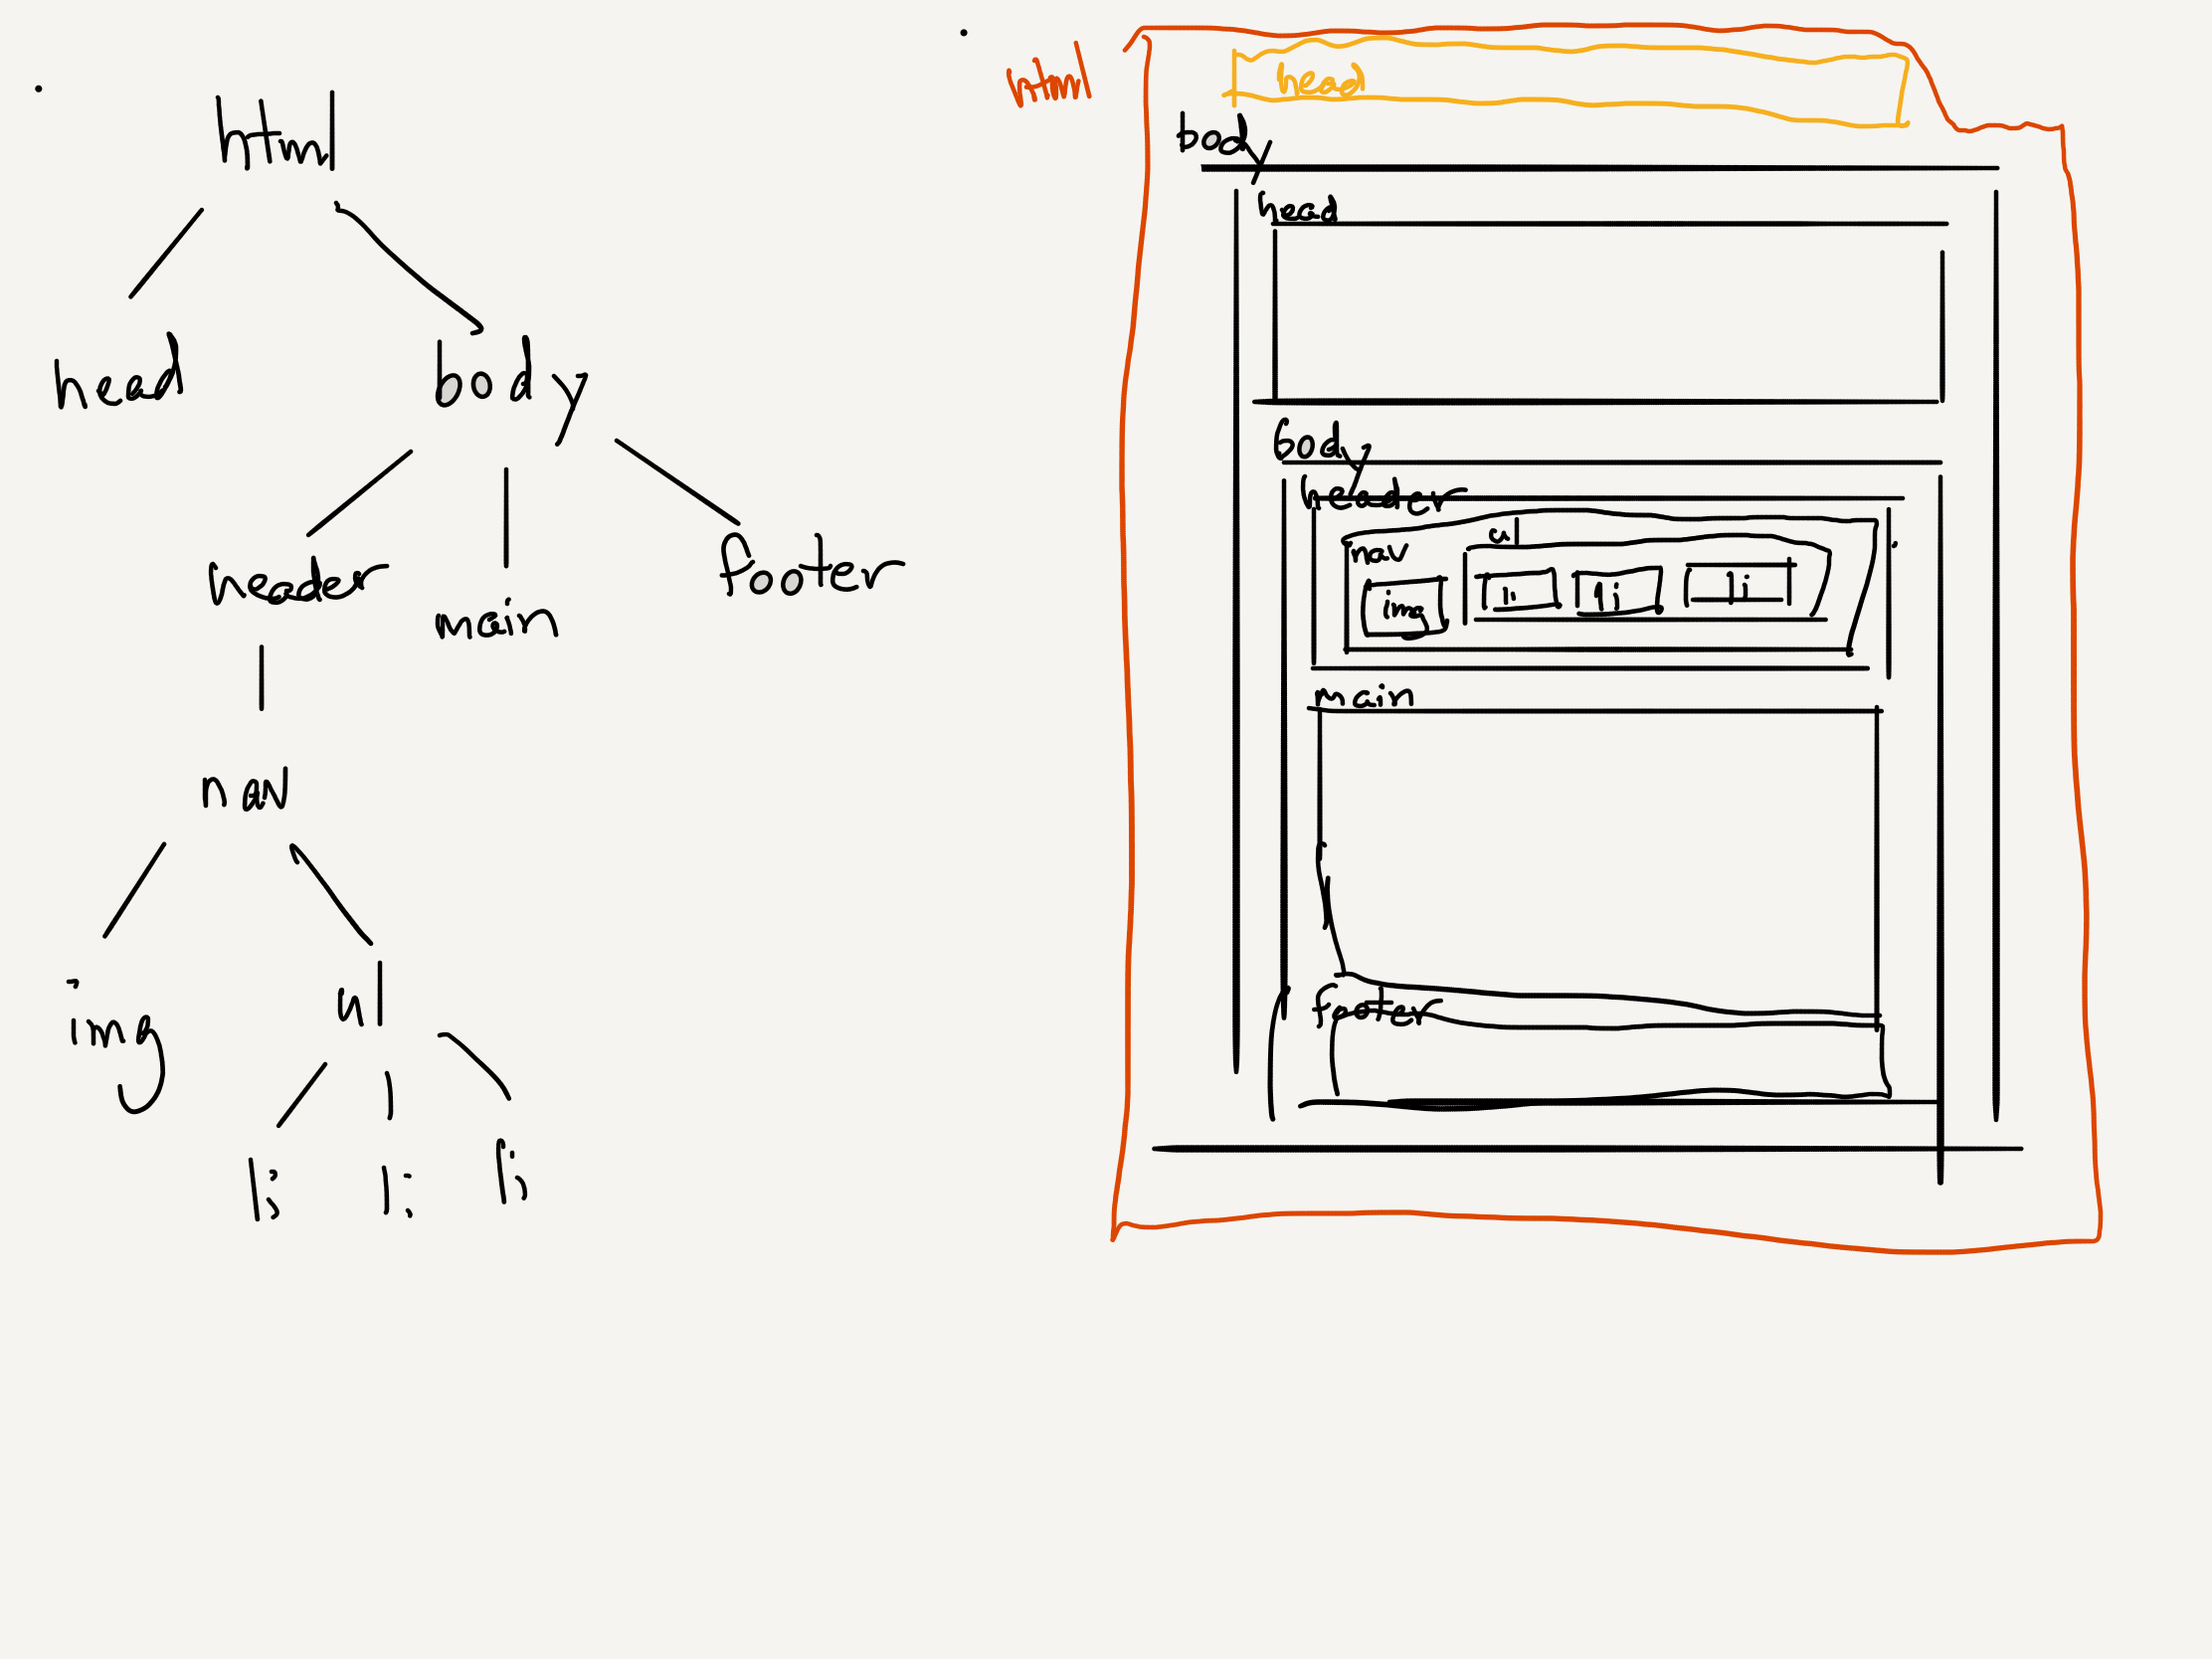 html
head body
header main footer
nav
img ul
li li li
html
head
body
head
body
header
nav ul
img li li li
main
footer